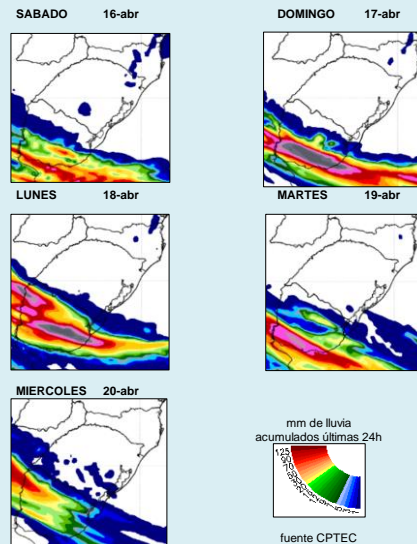 SABADO 16-abr
DOMINGO 17-abr
LUNES 18-abr
MARTES 19-abr
MIERCOLES 20-abr
mm de lluvia
acumulados últimas 24h
fuente CPTEC